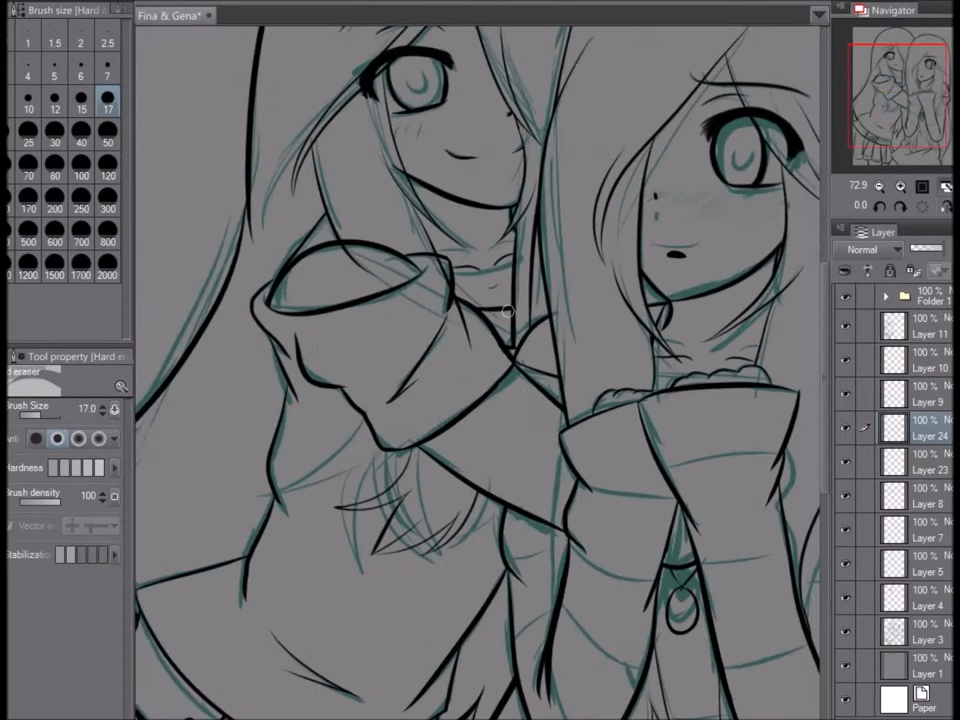 Brush size [Hard
Fina & Gena*
Navigator
1 1.5 2 2.5
4 5 6 7
10 12 15 17
25 30 40 50
70 80 100 120
170 200 250 300
500 600 700 800
1000 1200 1500 1700 2000
72.9
0.0
Layer
Normal
100 %
Folder 1
100 %
Layer 11
100 %
Layer 10
100 %
Layer 9
100 %
Layer 24
100 %
Layer 23
100 %
Layer 8
100 %
Layer 7
100 %
Layer 5
100 %
Layer 4
100 %
Layer 3
100 %
Layer 1
Paper
Tool property [Hard er
d eraser
Brush Size 17.0
Anti-
Hardness
Brush density 100
Vector e
Stabilizatio